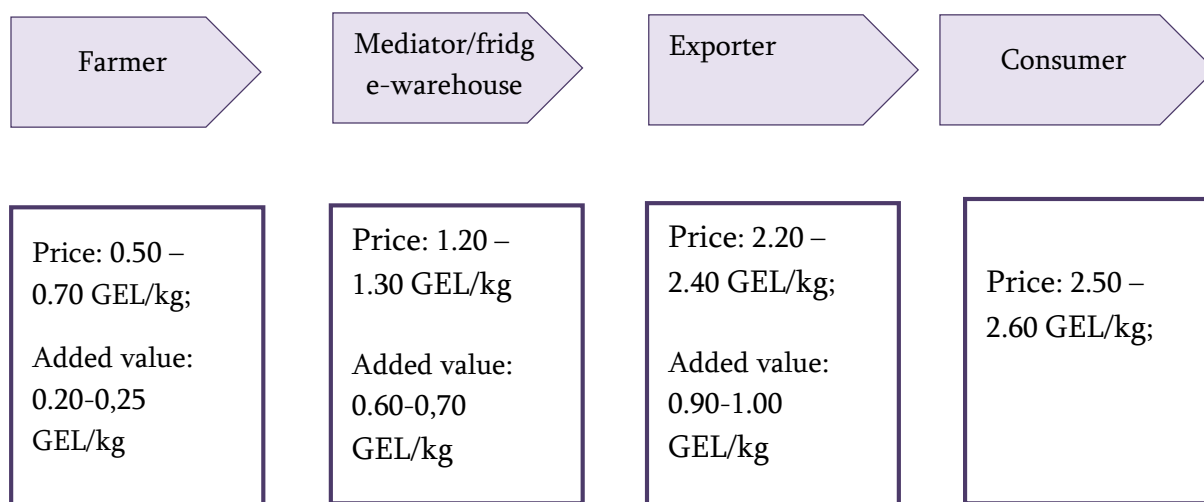 Farmer
Mediator/fridg
e-warehouse
Exporter
Consumer
Price: 0.50 –
0.70 GEL/kg;
Added value:
0.20-0,25
GEL/kg
Price: 1.20 –
1.30 GEL/kg
Added value:
0.60-0,70
GEL/kg
Price: 2.20 –
2.40 GEL/kg;
Added value:
0.90-1.00
GEL/kg
Price: 2.50 –
2.60 GEL/kg;